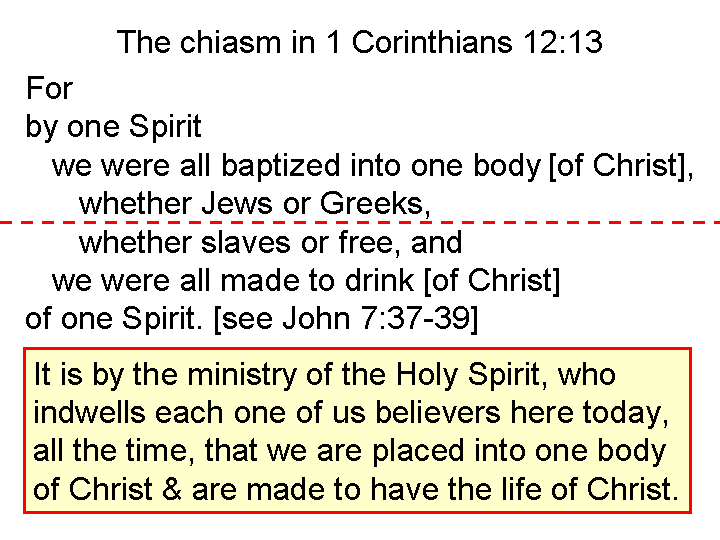 The chiasm in 1 Corinthians 12:13
For
by one Spirit
we were all baptized into one body [of Christ],
whether Jews or Greeks,
whether slaves or free, and
we were all made to drink [of Christ]
of one Spirit. [see John 7:37-39]
It is by the ministry of the Holy Spirit, who
indwells each one of us believers here today,
all the time, that we are placed into one body
of Christ & are made to have the life of Christ.